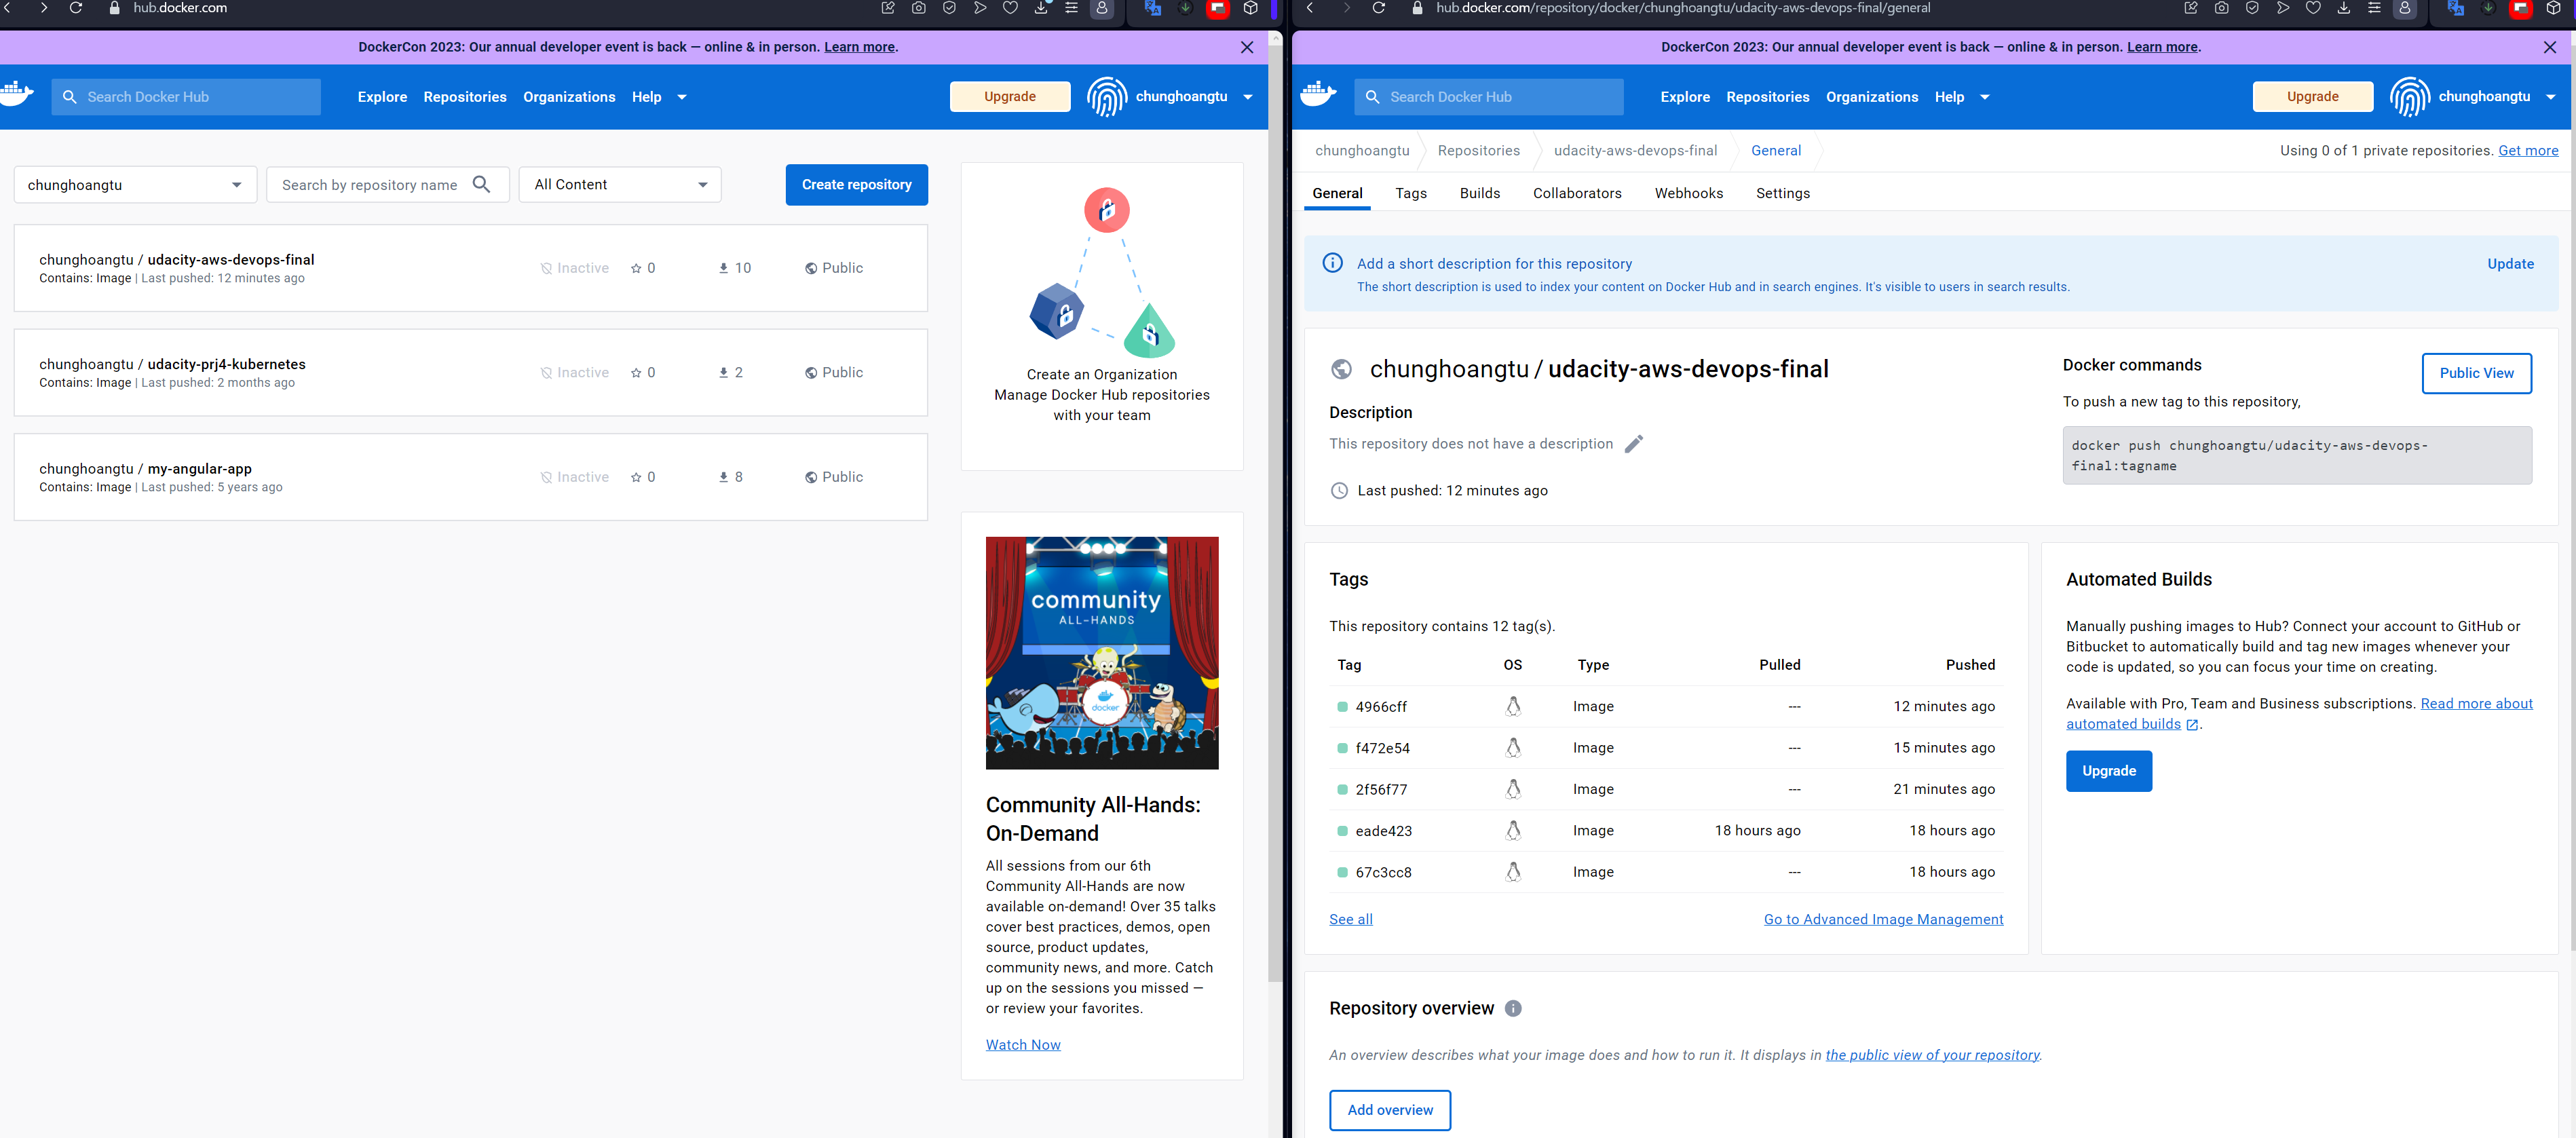 hub.docker.com
DockerCon 2023: Our annual developer event is back — online & in person. Learn more.
Search Docker Hub
Explore Repositories Organizations Help
Upgrade
chunghoangtu
chunghoangtu
Search by repository name
All Content
Create repository
chunghoangtu / udacity-aws-devops-final
Contains: Image | Last pushed: 12 minutes ago
Inactive 0 10 Public
chunghoangtu / udacity-prj4-kubernetes
Contains: Image | Last pushed: 2 months ago
Inactive 0 2 Public
chunghoangtu / my-angular-app
Contains: Image | Last pushed: 5 years ago
Inactive 0 8 Public
Create an Organization
Manage Docker Hub repositories
with your team
community
ALL-HANDS
docker
Community All-Hands:
On-Demand
All sessions from our 6th
Community All-Hands are now
available on-demand! Over 35 talks
cover best practices, demos, open
source, product updates,
community news, and more. Catch
up on the sessions you missed —
or review your favorites.
Watch Now
hub.docker.com/repository/docker/chunghoangtu/udacity-aws-devops-final/general
DockerCon 2023: Our annual developer event is back — online & in person. Learn more.
Search Docker Hub
Explore Repositories Organizations Help
Upgrade
chunghoangtu
chunghoangtu Repositories udacity-aws-devops-final General
Using 0 of 1 private repositories. Get more
General Tags Builds Collaborators Webhooks Settings
Add a short description for this repository
The short description is used to index your content on Docker Hub and in search engines. It's visible to users in search results.
Update
chunghoangtu / udacity-aws-devops-final
Description
This repository does not have a description
Last pushed: 12 minutes ago
Docker commands
Public View
To push a new tag to this repository,
docker push chunghoangtu/udacity-aws-devops-
final:tagname
Tags
This repository contains 12 tag(s).
Tag OS Type Pulled Pushed
4966cff Image --- 12 minutes ago
f472e54 Image --- 15 minutes ago
2f56f77 Image --- 21 minutes ago
eade423 Image 18 hours ago 18 hours ago
67c3cc8 Image --- 18 hours ago
See all
Go to Advanced Image Management
Automated Builds
Manually pushing images to Hub? Connect your account to GitHub or
Bitbucket to automatically build and tag new images whenever your
code is updated, so you can focus your time on creating.
Available with Pro, Team and Business subscriptions. Read more about
automated builds .
Upgrade
Repository overview
An overview describes what your image does and how to run it. It displays in the public view of your repository.
Add overview